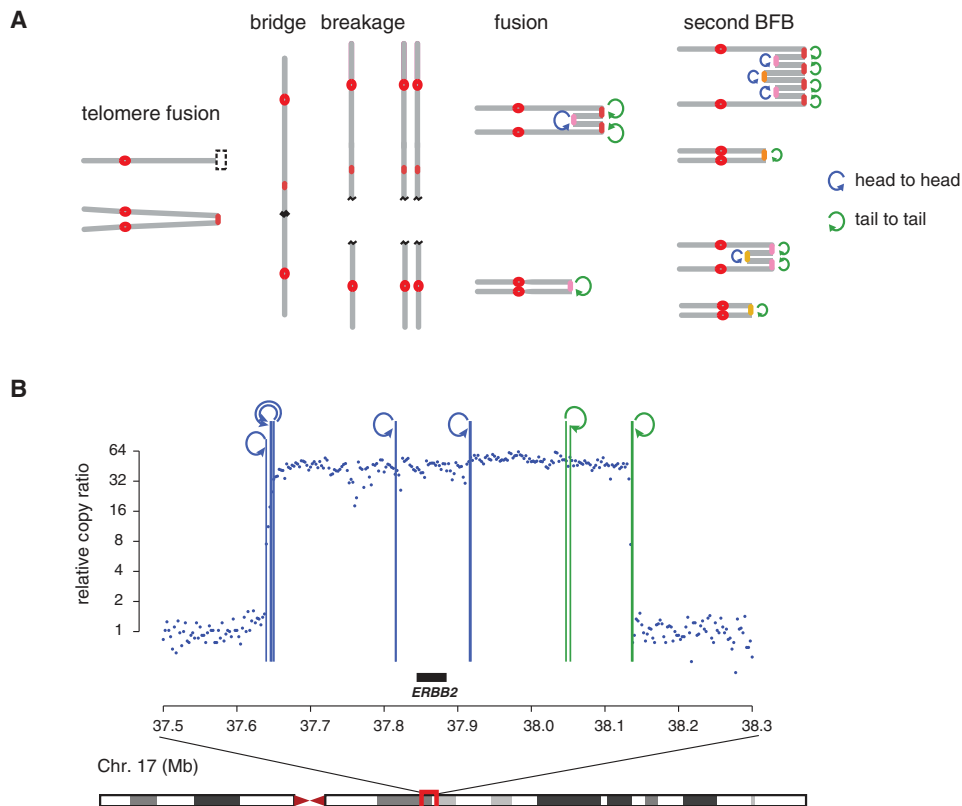 A
bridge
breakage
fusion
second BFB
telomere fusion
head to head
tail to tail
B
64
32
16
8
4
2
1
relative copy ratio
ERBB2
37.5 37.6 37.7 37.8 37.9 38.0 38.1 38.2 38.3
Chr. 17 (Mb)